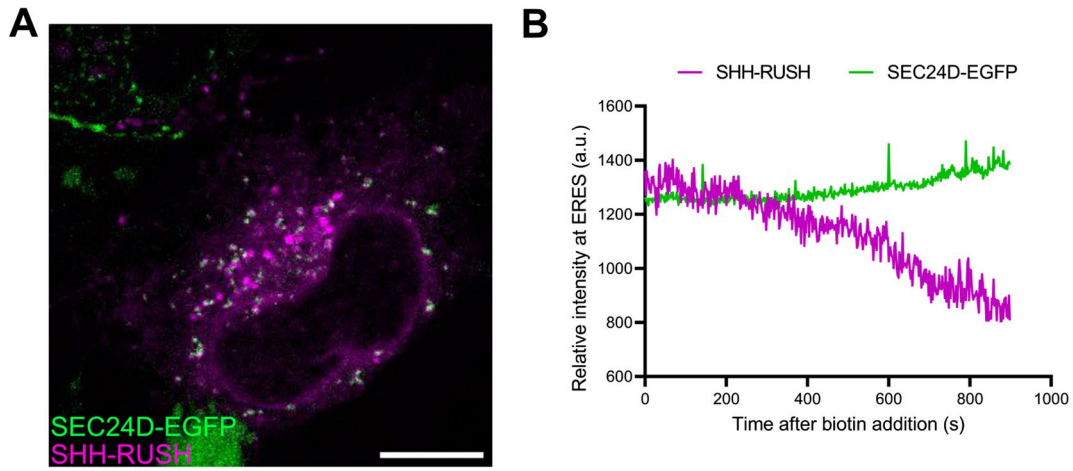 A
SEC24D-EGFP
SHH-RUSH
B
SHH-RUSH
SEC24D-EGFP
Relative intensity at ERES (a.u.)
1600
1400
1200
1000
800
600
0
200
400
600
800
1000
Time after biotin addition (s)